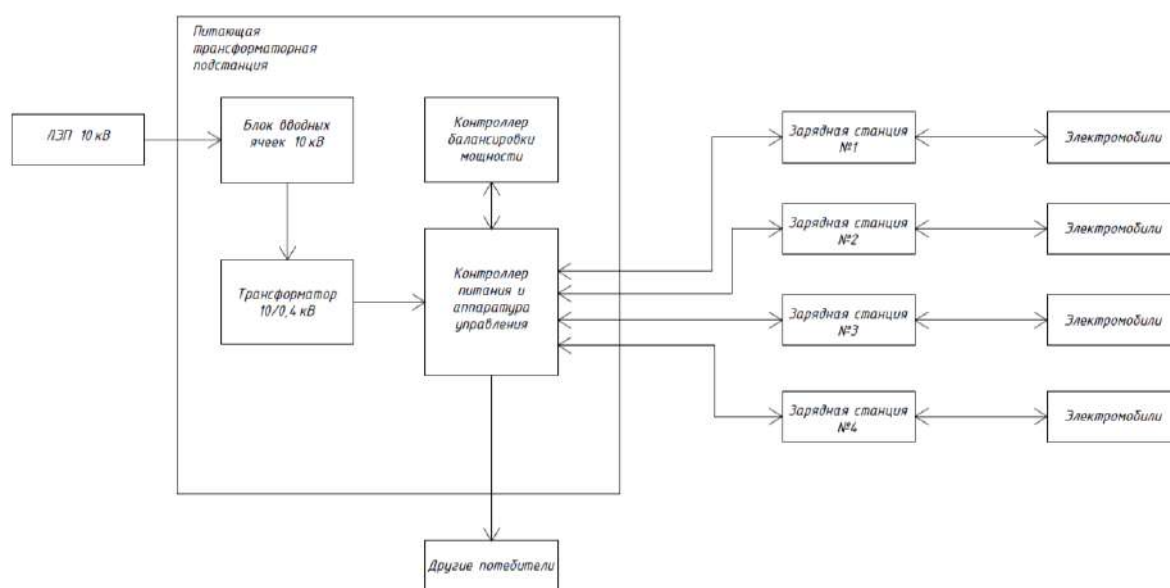 Питающая
трансформаторная
подстанция
ЛЭП 10 кВ
Блок вводных
ячеек 10 кВ
Контроллер
балансировки
мощности
Зарядная станция
№1
Электромобили
Зарядная станция
№2
Электромобили
Трансформатор
10/0,4 кВ
Контроллер
питания и
аппаратура
управления
Зарядная станция
№3
Электромобили
Зарядная станция
№4
Электромобили
Другие потебители